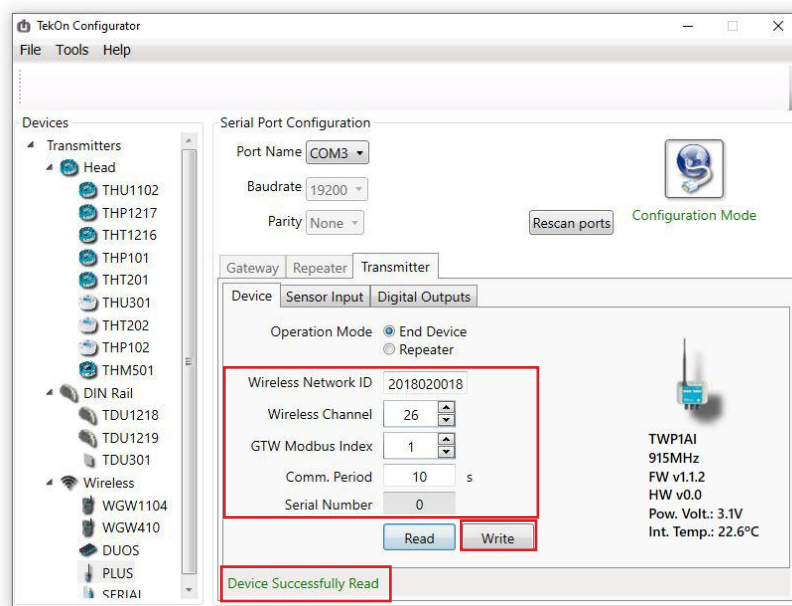 TekOn Configurator
File Tools Help
Devices
Transmitters
Head
THU1102
THP1217
THT1216
THP101
THT201
THU301
THT202
THP102
THM501
DIN Rail
TDU1218
TDU1219
TDU301
Wireless
WGW1104
WGW410
DUOS
PLUS
SERIAL
Serial Port Configuration
Port Name COM3
Baudrate 19200
Parity None
Rescan ports
Configuration Mode
Gateway Repeater Transmitter
Device Sensor Input Digital Outputs
Operation Mode End Device
Repeater
Wireless Network ID 2018020018
Wireless Channel 26
GTW Modbus Index 1
Comm. Period 10 s
Serial Number 0
Read Write
Device Successfully Read
TWP1AI
915MHz
FW v1.1.2
HW v0.0
Pow. Volt.: 3.1V
Int. Temp.: 22.6ºC